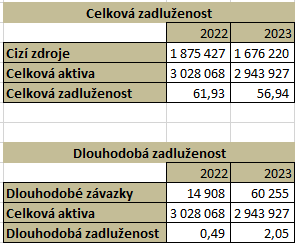 Celková zadluženost
2022 2023
Cizí zdroje 1 875 427 1 676 220
Celková aktiva 3 028 068 2 943 927
Celková zadluženost 61,93 56,94
Dlouhodobá zadluženost
2022 2023
Dlouhodobé závazky 14 908 60 255
Celková aktiva 3 028 068 2 943 927
Dlouhodobá zadluženost 0,49 2,05